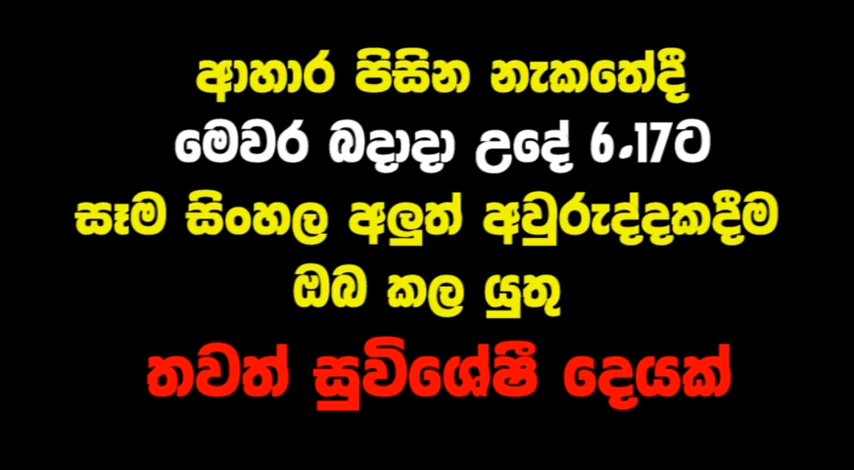 ආහාර පිසින නැකතේදී
මෙවර බදාදා උදේ 6.17ට
සෑම සිංහල අලුත් අවුරුද්දකදීම
ඔබ කල යුතු
තවත් සුවිශේෂී දෙයක්